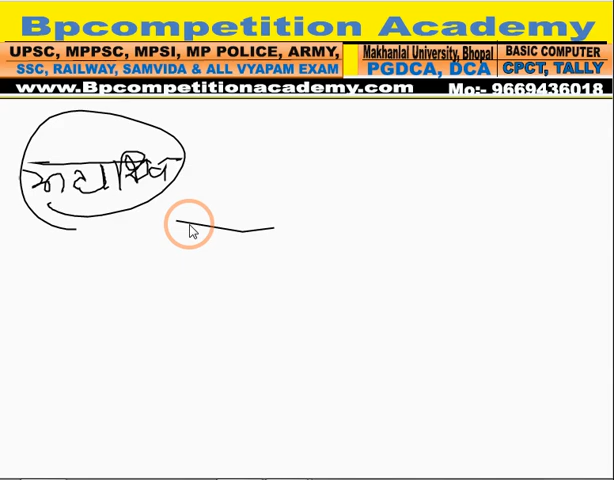 Bpcompetition Academy
UPSC, MPPSC, MPSI, MP POLICE, ARMY,
SSC, RAILWAY, SAMVIDA & ALL VYAPAM EXAM
Makhanlal University, Bhopal
PGDCA, DCA
BASIC COMPUTER
CPCT, TALLY
www.Bpcompetitionacademy.com Mo:- 9669436018